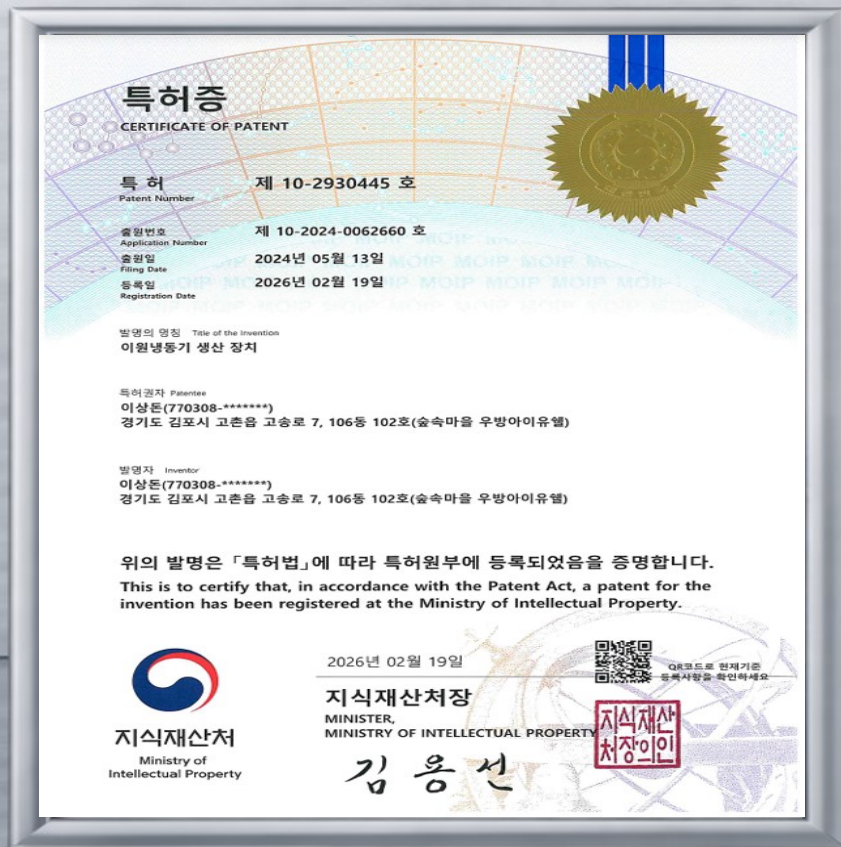 특허증
CERTIFICATE OF PATENT
특 허 제 10-2930445 호
Patent Number
출원번호 제 10-2024-0062660 호
Application Number
출원일 2024년 05월 13일
Filing Date
등록일 2026년 02월 19일
Registration Date
MOIP MOIP MOIP MOIP
발명의 명칭 Title of the Invention
이원냉동기 생산 장치
특허권자 Patentee
이상돈(770308-*******)
경기도 김포시 고촌읍 고송로 7, 106동 102호(숲속마을 우방아이유쉘)
발명자 Inventor
이상돈(770308-*******)
경기도 김포시 고촌읍 고송로 7, 106동 102호(숲속마을 우방아이유쉘)
위의 발명은 「특허법」에 따라 특허원부에 등록되었음을 증명합니다.
This is to certify that, in accordance with the Patent Act, a patent for the
invention has been registered at the Ministry of Intellectual Property.
2026년 02월 19일
QR코드로 현재기준
등록사항을 확인하세요
지식재산처장
MINISTER,
MINISTRY OF INTELLECTUAL PROPERTY
지식재산
처장의인
김용선
지식재산처
Ministry of
Intellectual Property